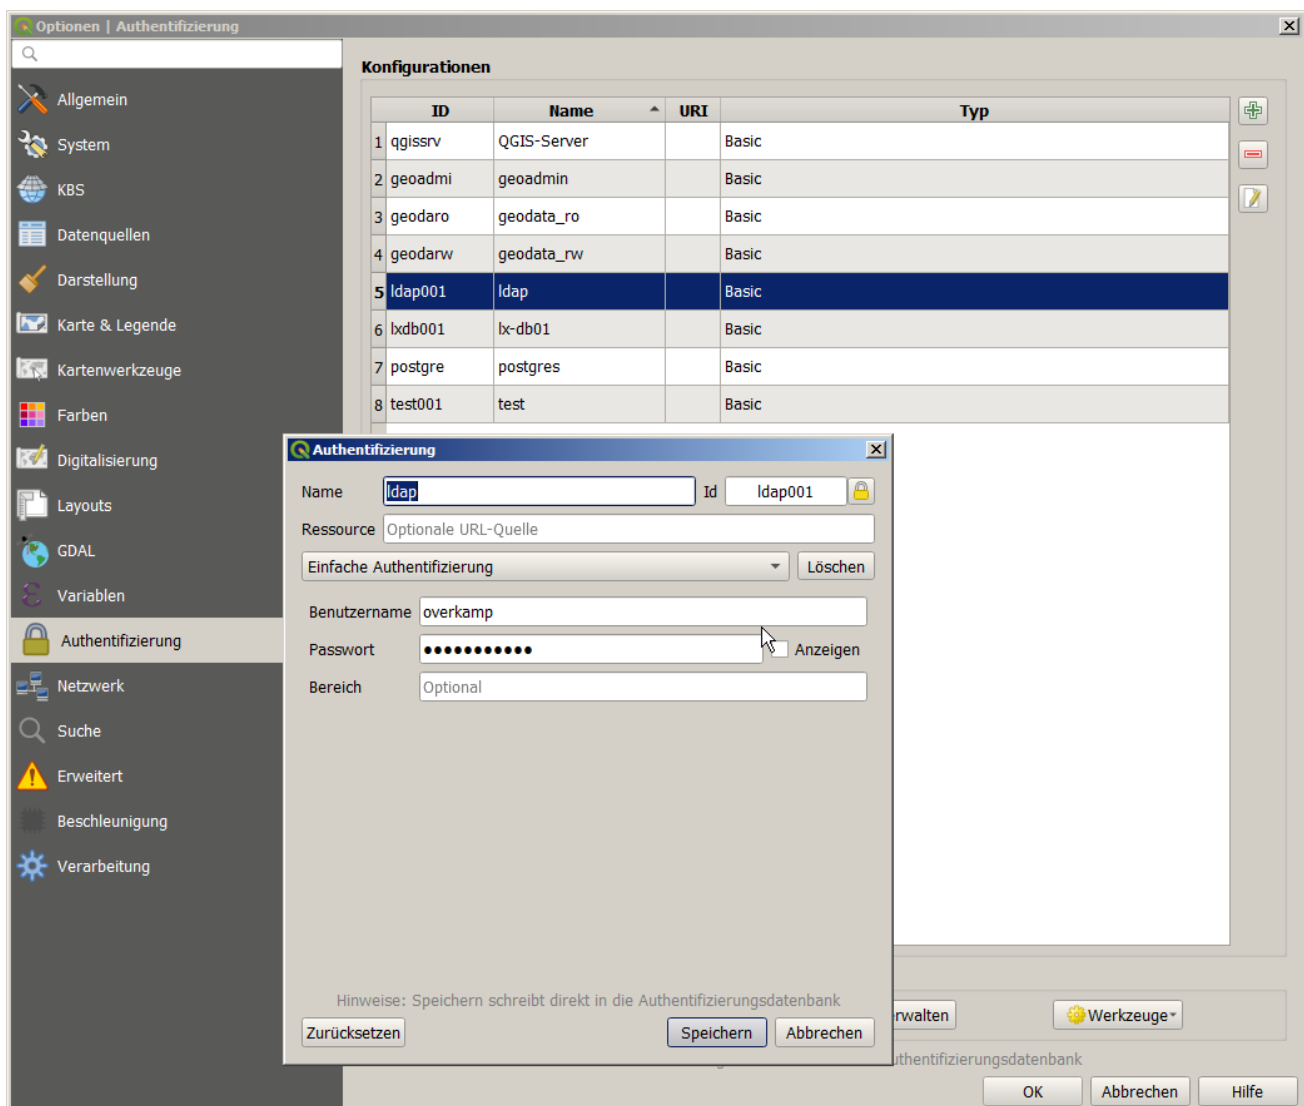 Optionen | Authentifizierung
Allgemein
System
KBS
Datenquellen
Darstellung
Karte & Legende
Kartenwerkzeuge
Farben
Digitalisierung
Layouts
GDAL
Variablen
Authentifizierung
Netzwerk
Suche
Erweitert
Beschleunigung
Verarbeitung
Konfigurationen
ID Name URI Typ
1 qgissrv QGIS-Server Basic
2 geoadmi geoadmin Basic
3 geodaro geodata_ro Basic
4 geodarw geodata_rw Basic
5 ldap001 ldap Basic
6 lxdb001 lx-db01 Basic
7 postgre postgres Basic
8 test001 test Basic
Authentifizierung
Name ldap Id ldap001
Ressource Optionale URL-Quelle
Einfache Authentifizierung Löschen
Benutzername overkamp
Passwort ●●●●●●●●●●● Anzeigen
Bereich Optional
Hinweise: Speichern schreibt direkt in die Authentifizierungsdatenbank
Zurücksetzen Speichern Abbrechen
rwalten Werkzeuge
uthentifizierungsdatenbank
OK Abbrechen Hilfe